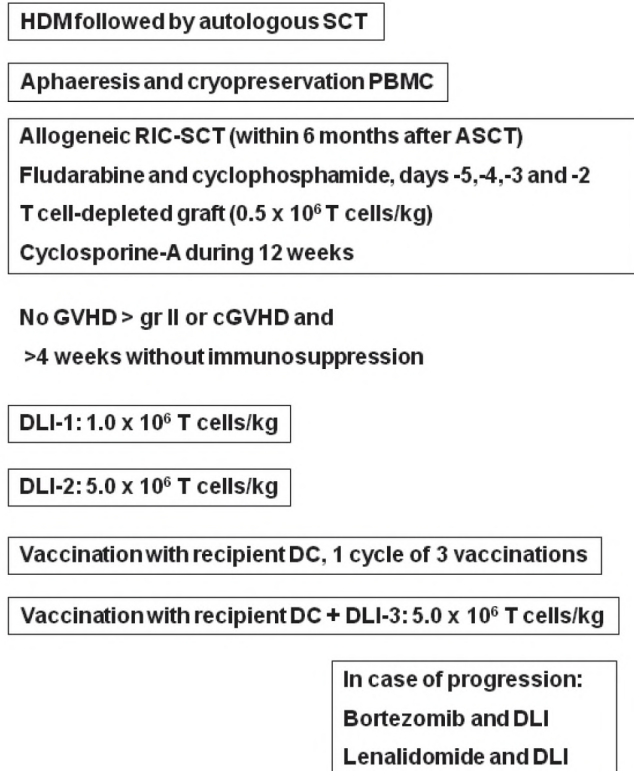 HDM followed by autologous SCT
Aphaeresis and cryopreservation PBMC
Allogeneic RIC-SCT (within 6 months after ASCT)
Fludarabine and cyclophosphamide, days -5,-4,-3 and -2
T cell-depleted graft (0.5 x 10⁶ T cells/kg)
Cyclosporine-A during 12 weeks
No GVHD > gr II or cGVHD and
>4 weeks without immunosuppression
DLI-1: 1.0 x 10⁶ T cells/kg
DLI-2: 5.0 x 10⁶ T cells/kg
Vaccination with recipient DC, 1 cycle of 3 vaccinations
Vaccination with recipient DC + DLI-3: 5.0 x 10⁶ T cells/kg
In case of progression:
Bortezomib and DLI
Lenalidomide and DLI